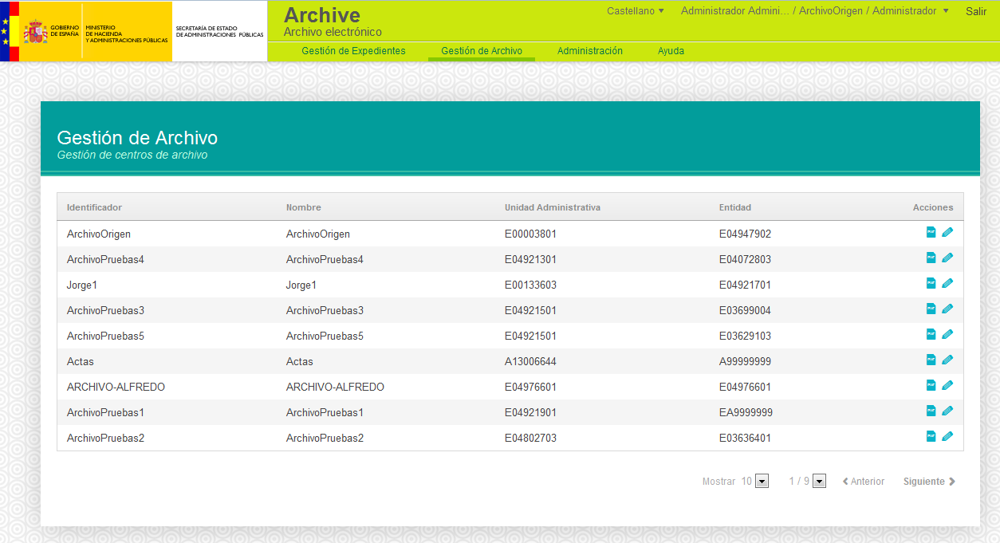 GOBIERNO
DE ESPAÑA
MINISTERIO
DE HACIENDA
Y ADMINISTRACIONES PÚBLICAS
SECRETARÍA DE ESTADO
DE ADMINISTRACIONES PÚBLICAS
Archive
Archivo electrónico
Castellano Administrador Admini... / ArchivoOrigen / Administrador Salir
Gestión de Expedientes Gestión de Archivo Administración Ayuda
Gestión de Archivo
Gestión de centros de archivo
Identificador Nombre Unidad Administrativa Entidad Acciones
ArchivoOrigen ArchivoOrigen E00003801 E04947902
ArchivoPruebas4 ArchivoPruebas4 E04921301 E04072803
Jorge1 Jorge1 E00133603 E04921701
ArchivoPruebas3 ArchivoPruebas3 E04921501 E03699004
ArchivoPruebas5 ArchivoPruebas5 E04921501 E03629103
Actas Actas A13006644 A99999999
ARCHIVO-ALFREDO ARCHIVO-ALFREDO E04976601 E04976601
ArchivoPruebas1 ArchivoPruebas1 E04921901 EA9999999
ArchivoPruebas2 ArchivoPruebas2 E04802703 E03636401
Mostrar 10 1 / 9 Anterior Siguiente